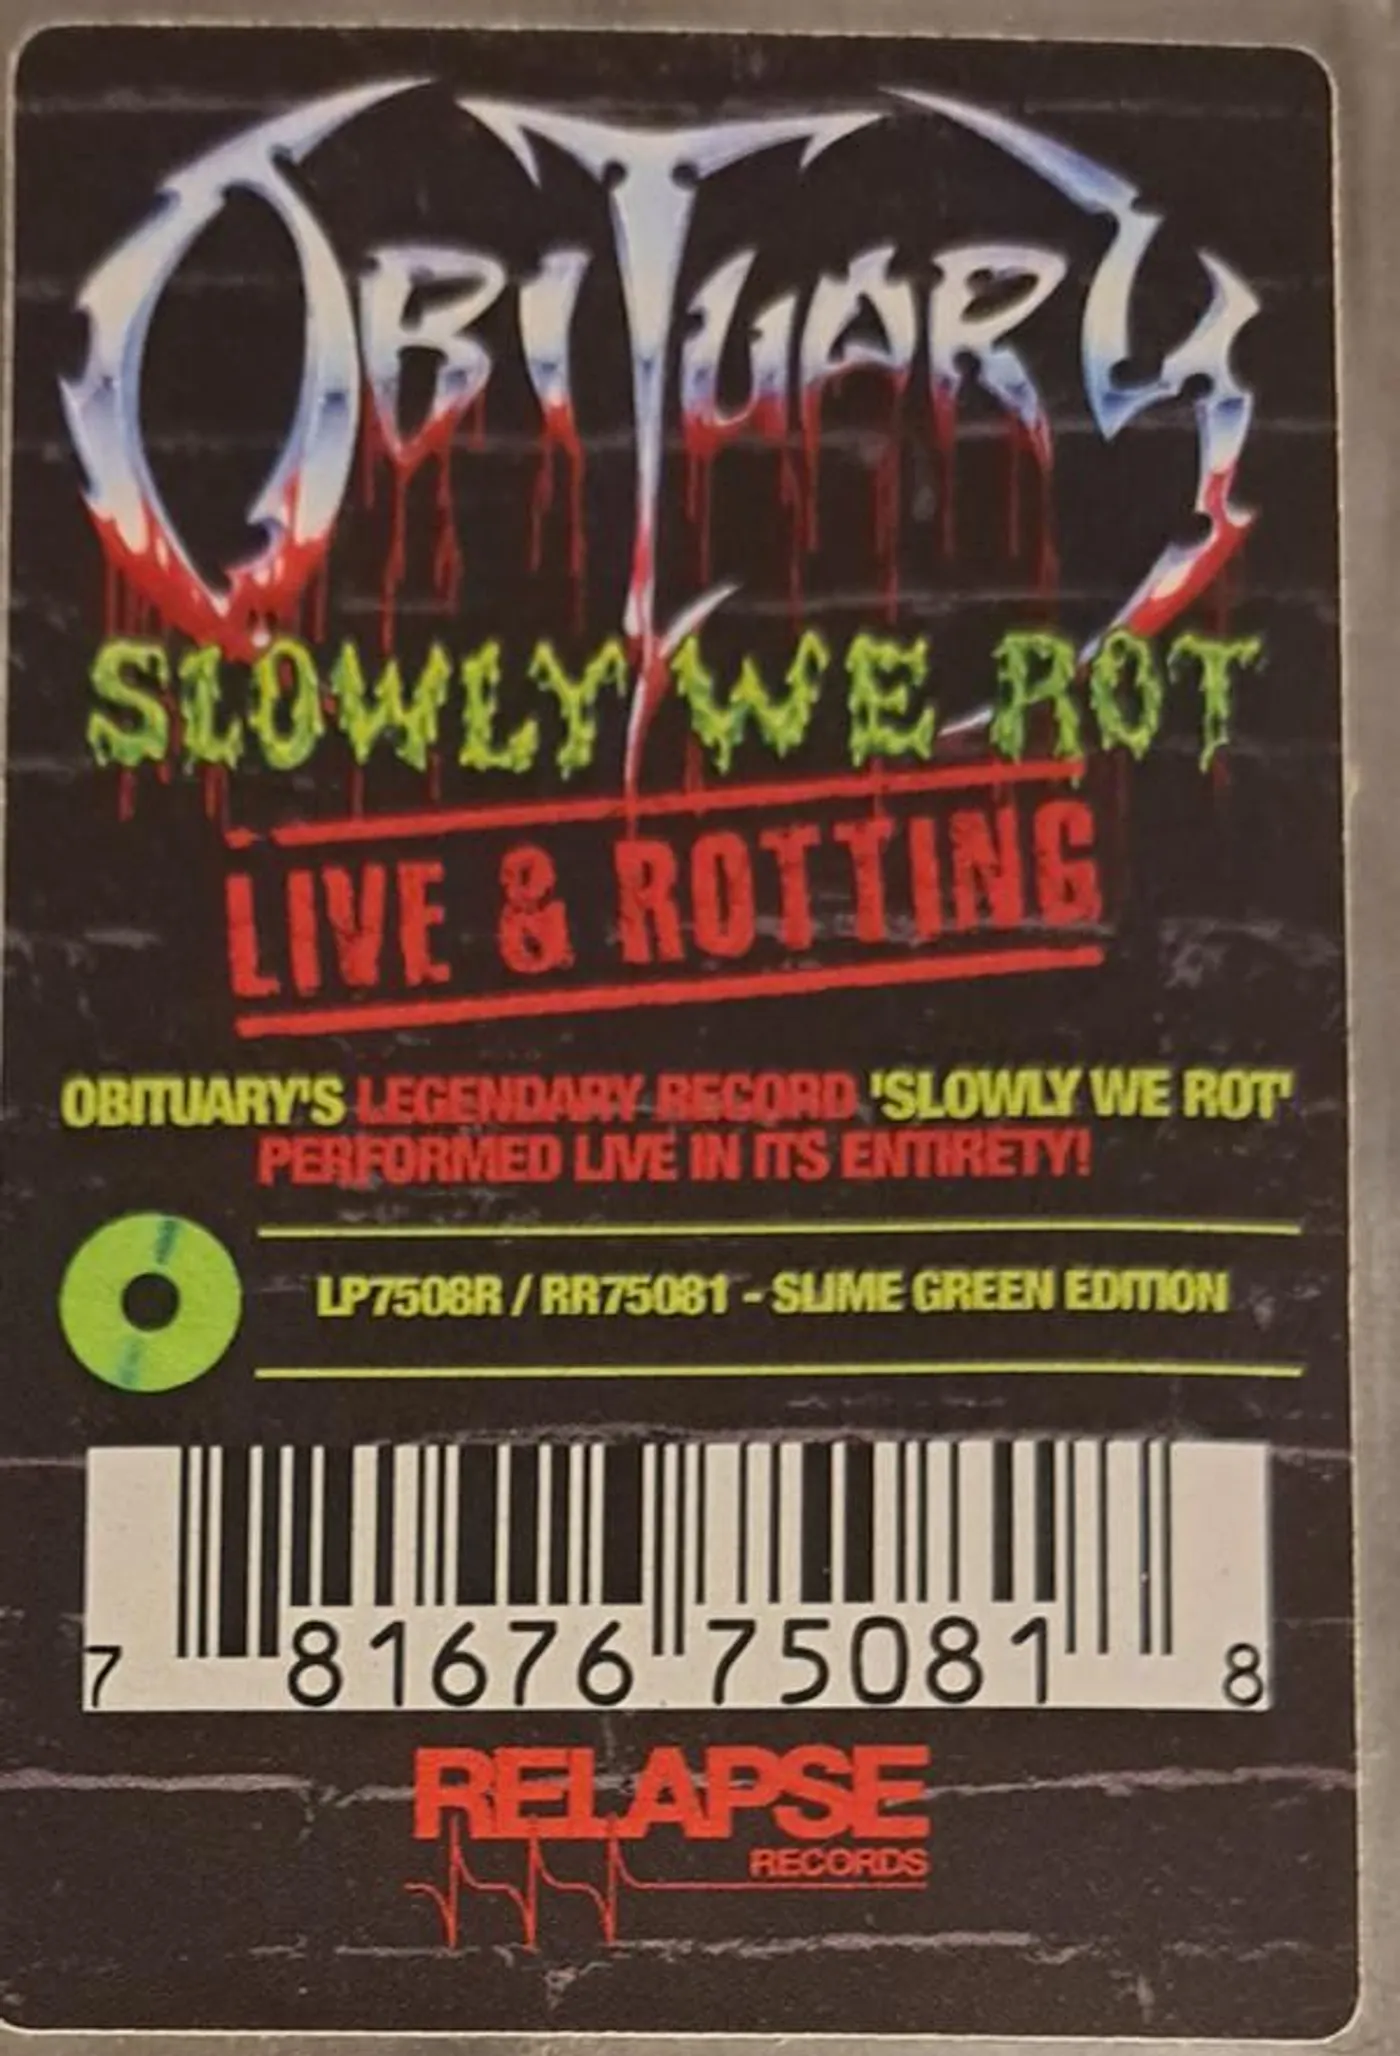 OBITUARY
SLOWLY WE ROT
LIVE & ROTTING
OBITUARY'S LEGENDARY RECORD 'SLOWLY WE ROT'
PERFORMED LIVE IN ITS ENTIRETY!
LP7508R / RR75081 - SLIME GREEN EDITION
7 81676 75081 8
RELAPSE
RECORDS